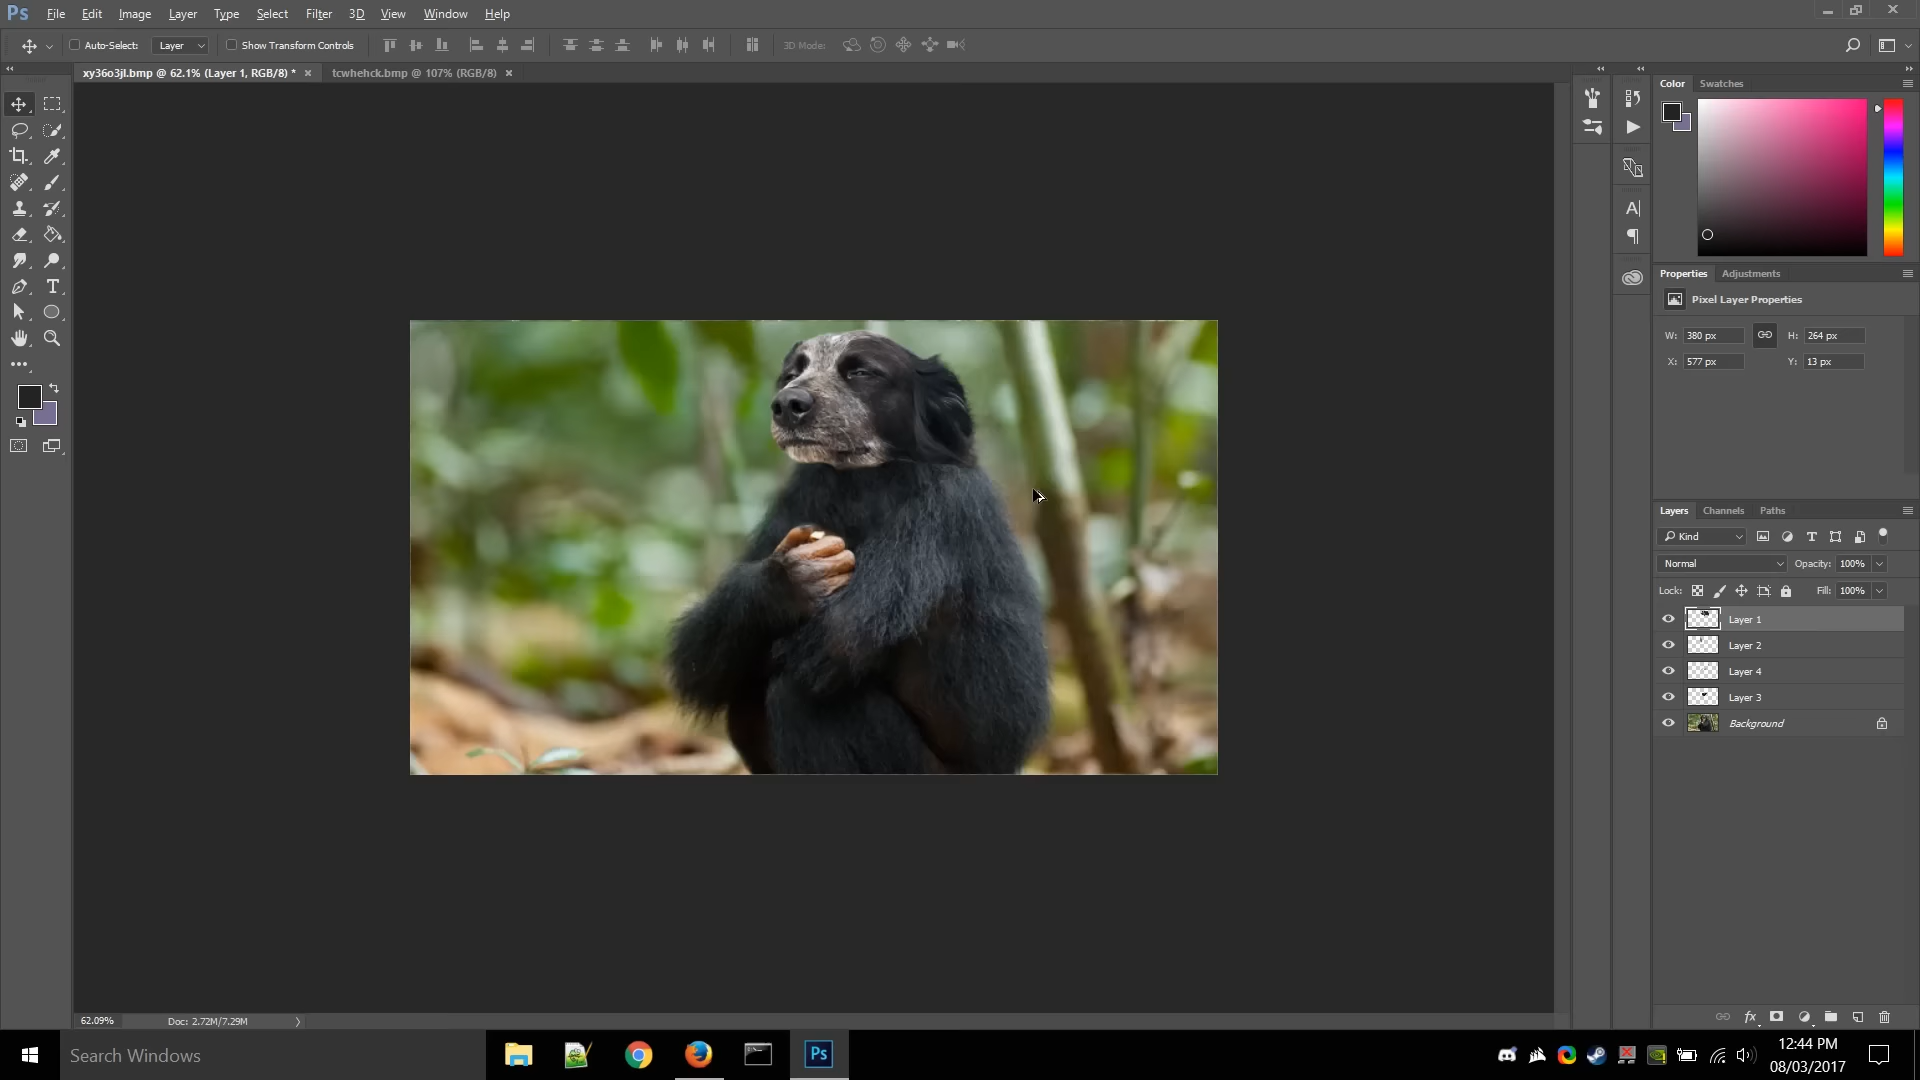 Ps File Edit Image Layer Type Select Filter 3D View Window Help
Auto-Select: Layer Show Transform Controls 3D Mode:
xy36o3jl.bmp @ 62.1% (Layer 1, RGB/8) * × tcwhehck.bmp @ 107% (RGB/8) ×
Color Swatches
Properties Adjustments
Pixel Layer Properties
W: 380 px H: 264 px
X: 577 px Y: 13 px
Layers Channels Paths
Kind
Normal Opacity: 100%
Lock: Fill: 100%
Layer 1
Layer 2
Layer 4
Layer 3
Background
62.09% Doc: 2.72M/7.29M
Search Windows
Ps
12:44 PM
08/03/2017